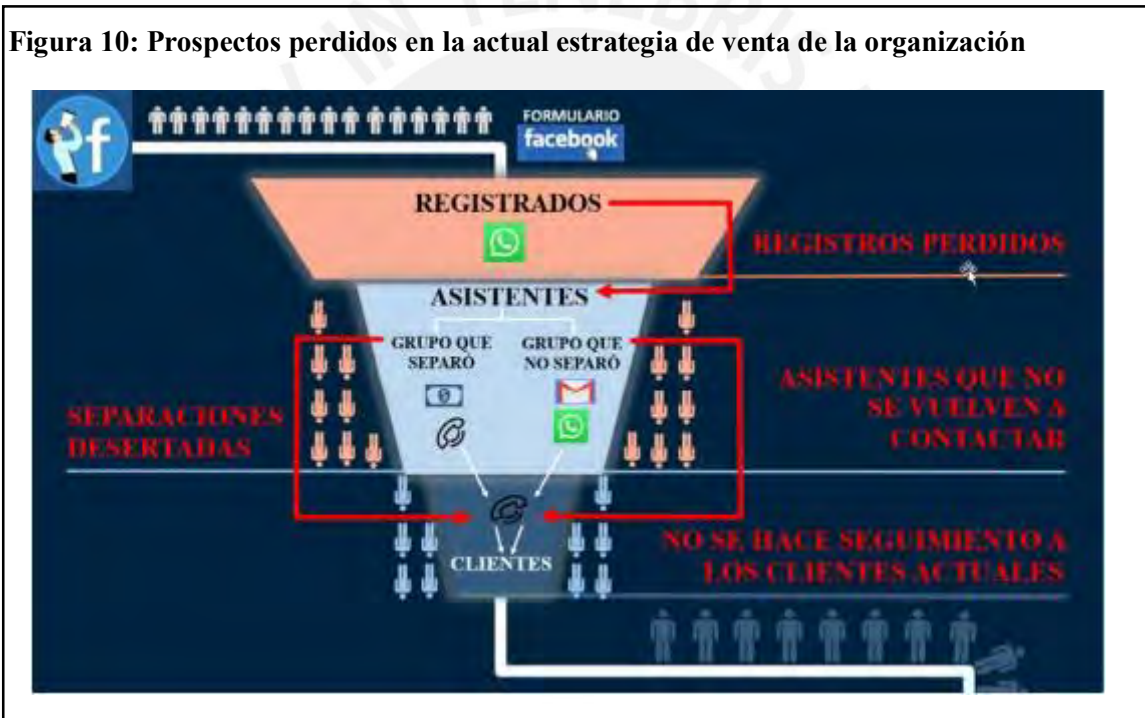 IN TENEBRIS
Figura 10: Prospectos perdidos en la actual estrategia de venta de la organización
f
FORMULARIO
facebook
REGISTRADOS
REGISTROS PERDIDOS
ASISTENTES
GRUPO QUE
SEPARÓ
GRUPO QUE
NO SEPARÓ
ASISTENTES QUE NO
SE VUELVEN A
CONTACTAR
SEPARACIONES
DESERTADAS
CLIENTES
NO SE HACE SEGUIMIENTO A
LOS CLIENTES ACTUALES